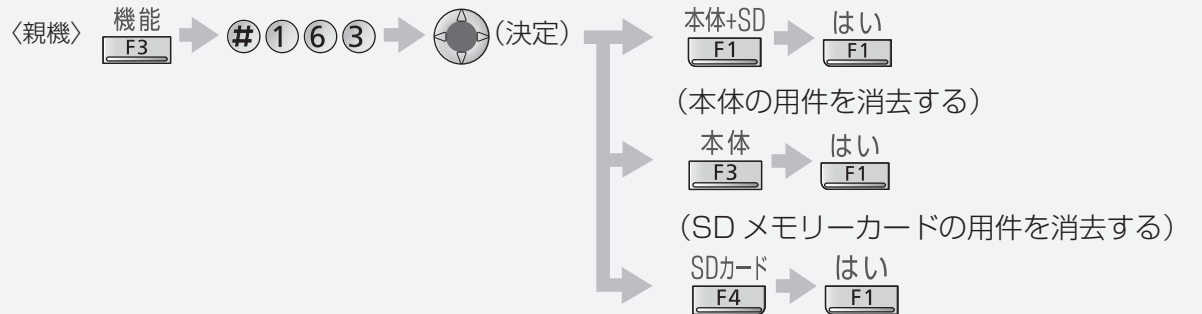 〈親機〉 機能 F3 # 1 6 3 (決定) 本体+SD F1 はい F1
(本体の用件を消去する)
本体 F3 はい F1
(SDメモリーカードの用件を消去する)
SDカード F4 はい F1